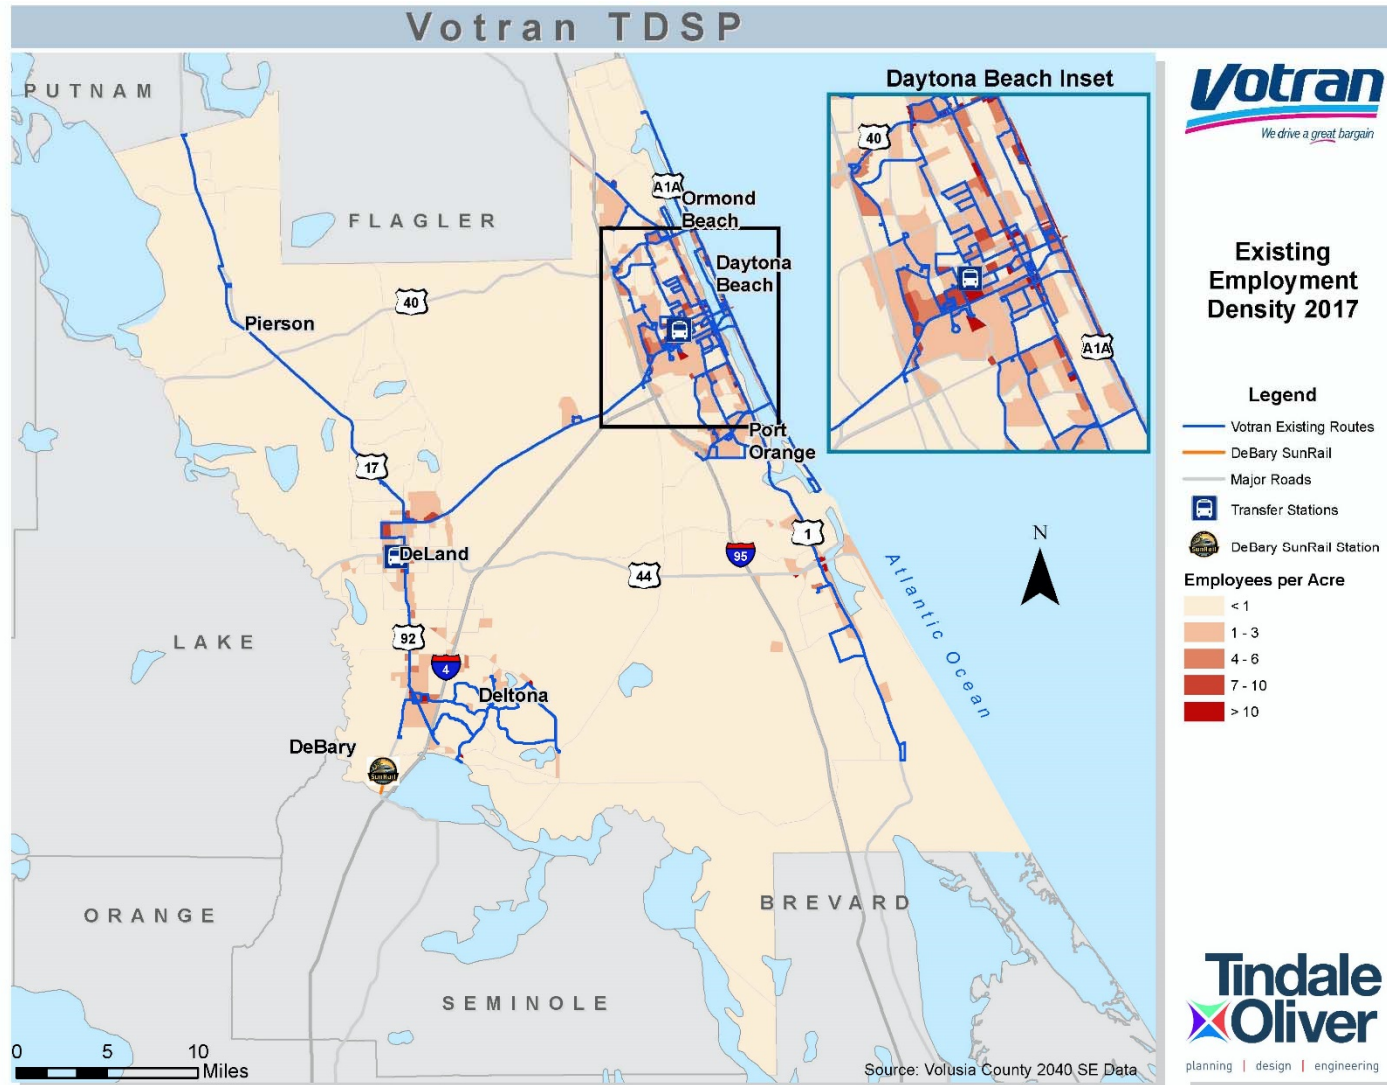 Votran TDSP
PUTNAM
FLAGLER
A1A
Ormond
Beach
Daytona
Beach
40
Pierson
17
Port
Orange
DeLand
1
95
44
92
4
LAKE
Deltona
DeBary
SunRail
Atlantic Ocean
N
ORANGE
BREVARD
SEMINOLE
0 5 10
Miles
Source: Volusia County 2040 SE Data
Daytona Beach Inset
40
A1A
Votran
We drive a great bargain
Existing
Employment
Density 2017
Legend
Votran Existing Routes
DeBary SunRail
Major Roads
Transfer Stations
SunRail
DeBary SunRail Station
Employees per Acre
< 1
1 - 3
4 - 6
7 - 10
> 10
Tindale
Oliver
planning | design | engineering